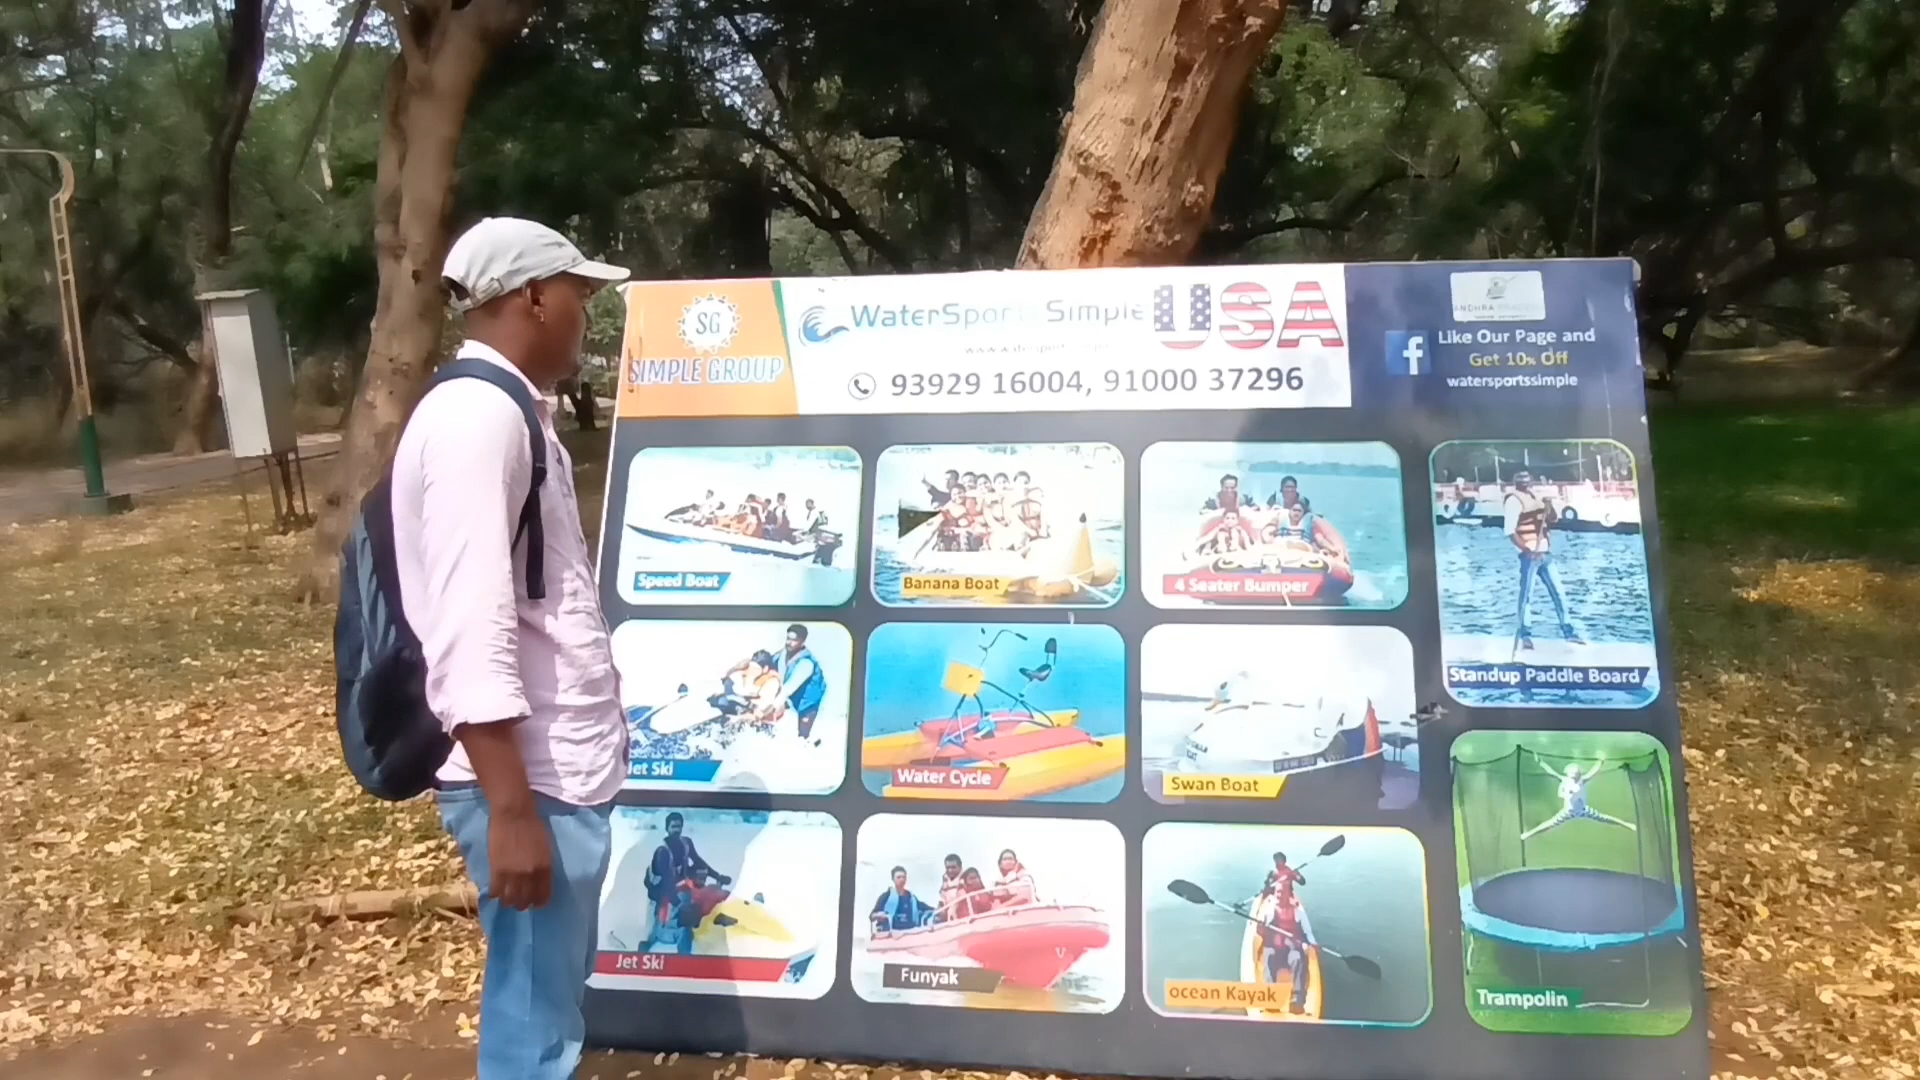 SG
SIMPLE GROUP
WaterSports Simple USA
93929 16004, 91000 37296
ANDHRA PRADESH
f
Like Our Page and
Get 10% Off
watersportssimple
Speed Boat
Banana Boat
4 Seater Bumper
Standup Paddle Board
Jet Ski
Water Cycle
Swan Boat
Jet Ski
Funyak
ocean Kayak
Trampolin